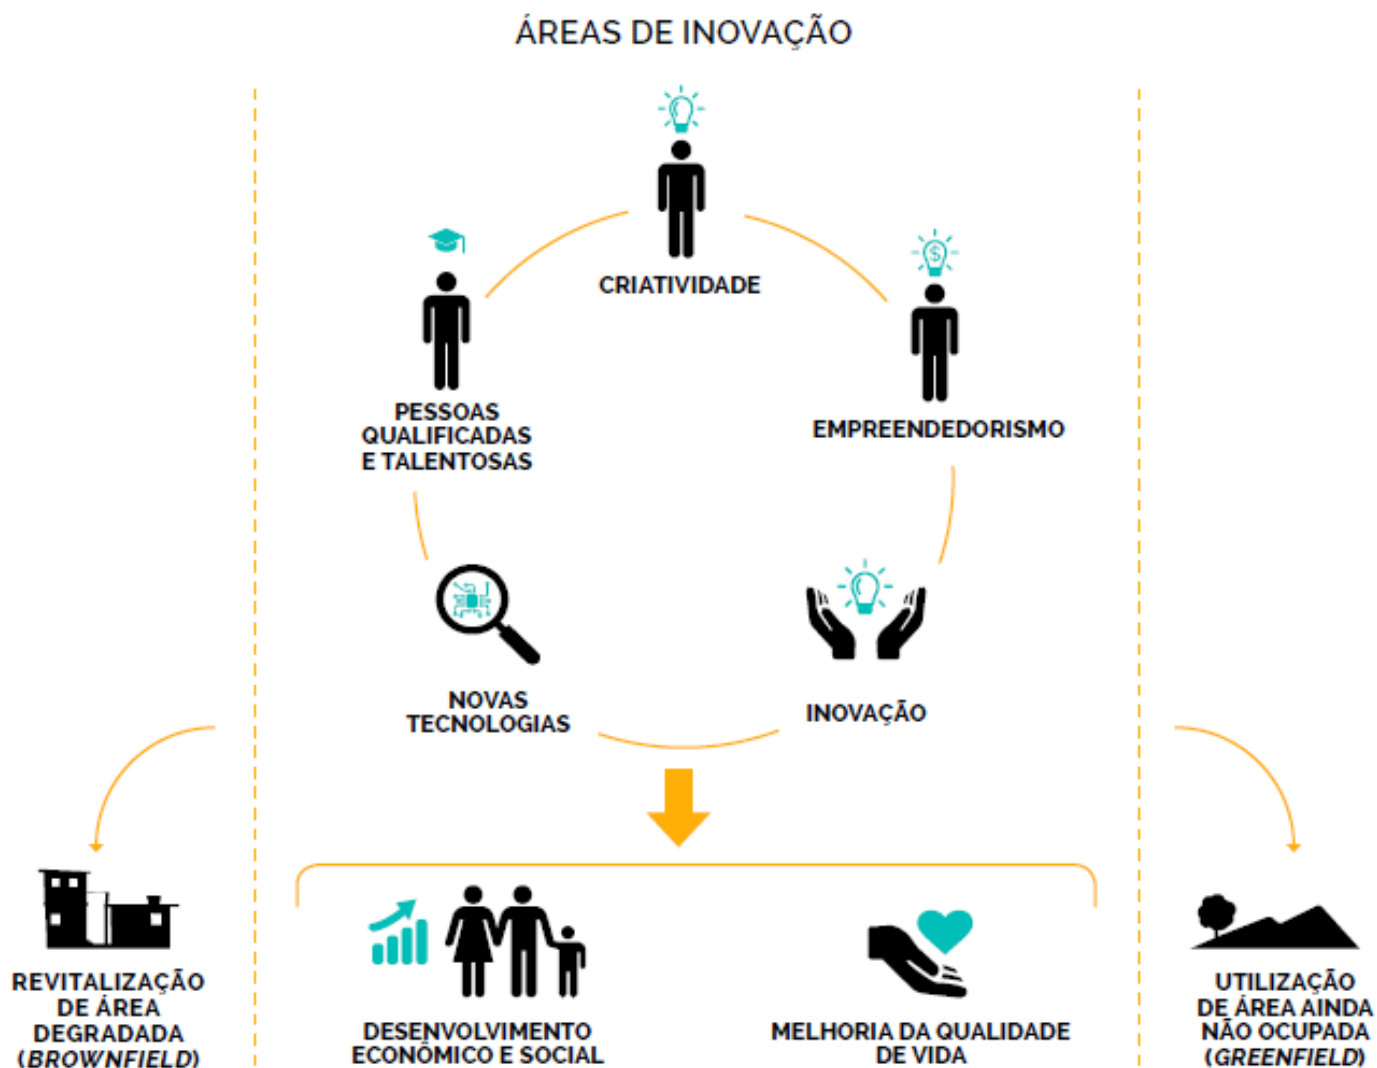 ÁREAS DE INOVAÇÃO
CRIATIVIDADE
PESSOAS
QUALIFICADAS
E TALENTOSAS
EMPREENDEDORISMO
NOVAS
TECNOLOGIAS
INOVAÇÃO
REVITALIZAÇÃO
DE ÁREA
DEGRADADA
(BROWNFIELD)
DESENVOLVIMENTO
ECONÔMICO E SOCIAL
MELHORIA DA QUALIDADE
DE VIDA
UTILIZAÇÃO
DE ÁREA AINDA
NÃO OCUPADA
(GREENFIELD)